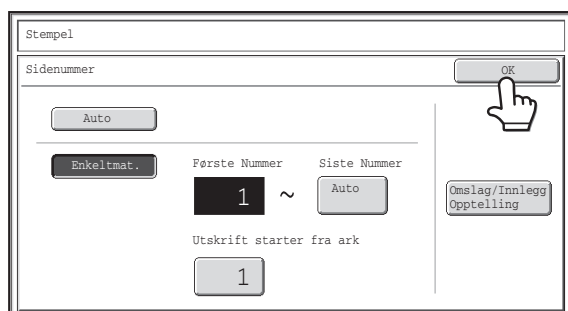 Stempel
Sidenummer
OK
Auto
Enkeltmat.
Første Nummer
Siste Nummer
1
~
Auto
Omslag/Innlegg
Opptelling
Utskrift starter fra ark
1